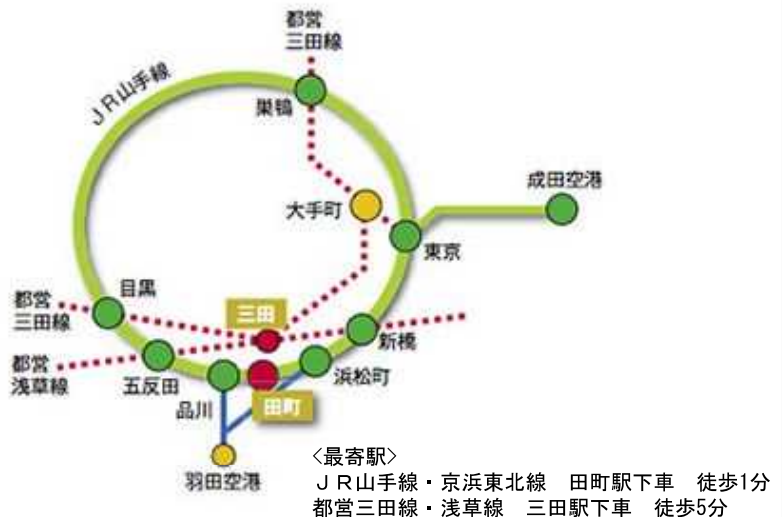 都営
三田線
ＪＲ山手線
巣鴨
成田空港
大手町
東京
目黒
都営
三田線
三田
新橋
都営
浅草線
五反田
浜松町
品川
田町
羽田空港
<最寄駅>
ＪＲ山手線・京浜東北線　田町駅下車　徒歩1分
都営三田線・浅草線　三田駅下車　徒歩5分